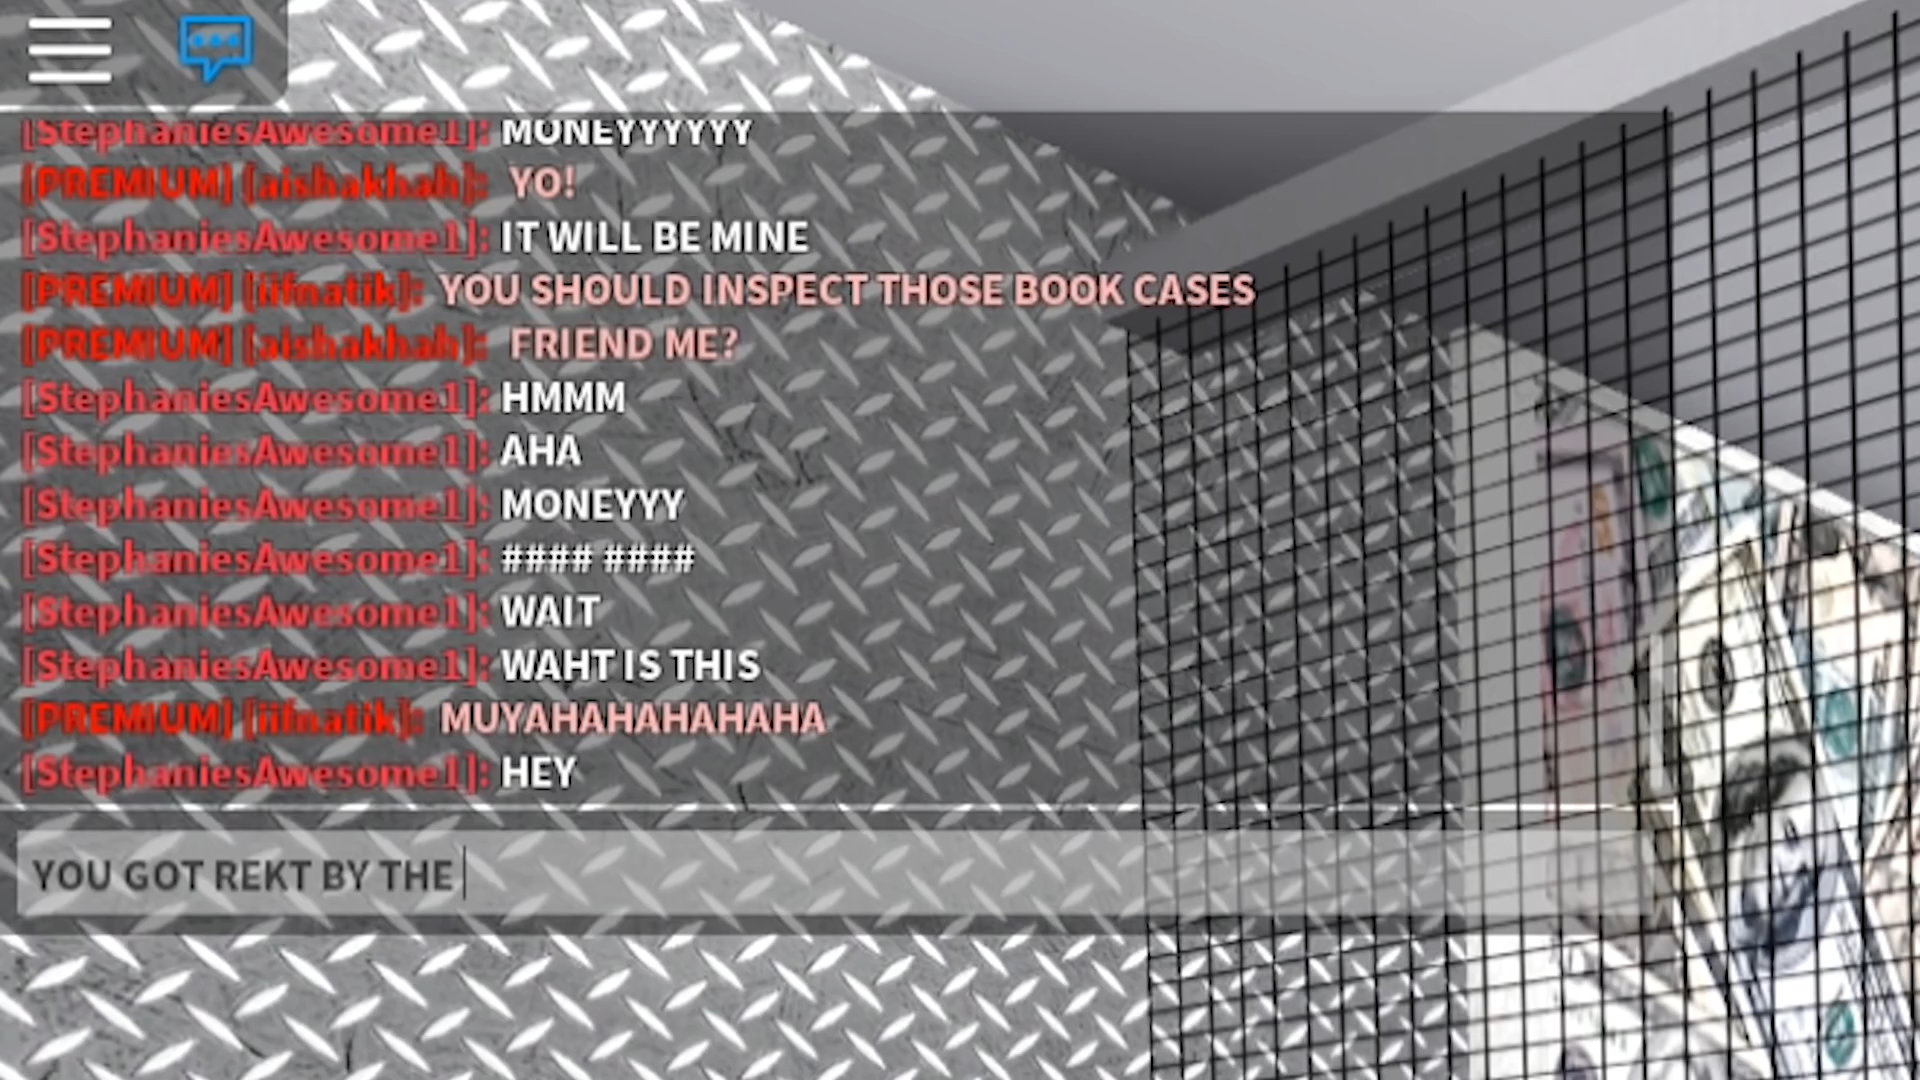 [StephaniesAwesome1]: MONEYYYYYY
[PREMIUM] [aishakhah]: YO!
[StephaniesAwesome1]: IT WILL BE MINE
[PREMIUM] [iifnatik]: YOU SHOULD INSPECT THOSE BOOK CASES
[PREMIUM] [aishakhah]: FRIEND ME?
[StephaniesAwesome1]: HMMM
[StephaniesAwesome1]: AHA
[StephaniesAwesome1]: MONEYYY
[StephaniesAwesome1]: #### ####
[StephaniesAwesome1]: WAIT
[StephaniesAwesome1]: WAHT IS THIS
[PREMIUM] [iifnatik]: MUYAHAHAHAHAHA
[StephaniesAwesome1]: HEY
YOU GOT REKT BY THE